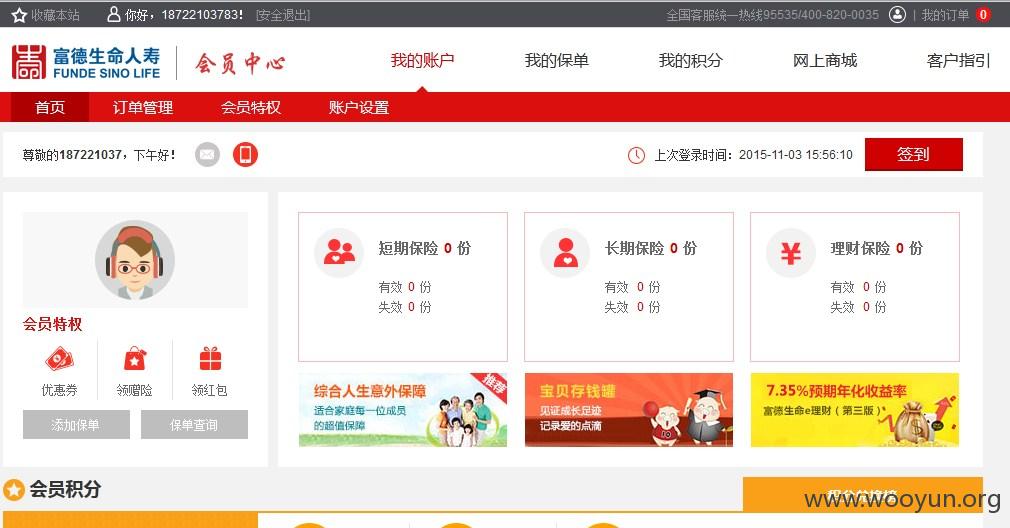 收藏本站 你好，18722103783！ [安全退出] 全国客服统一热线95535/400-820-0035 | 我的订单 0
富德生命人寿 FUNDE SINO LIFE 会员中心 我的账户 我的保单 我的积分 网上商城 客户指引
首页 订单管理 会员特权 账户设置
尊敬的187221037，下午好！ 上次登录时间：2015-11-03 15:56:10 签到
会员特权
优惠券 领赠险 领红包
添加保单 保单查询
短期保险 0 份
有效 0 份
失效 0 份
长期保险 0 份
有效 0 份
失效 0 份
¥ 理财保险 0 份
有效 0 份
失效 0 份
综合人生意外保障 推荐
适合家庭每一位成员
的超值保障
宝贝存钱罐
见证成长足迹
记录爱的点滴
7.35%预期年化收益率
富德生命e理财（第三版）
$
会员积分
www.wooyun.org